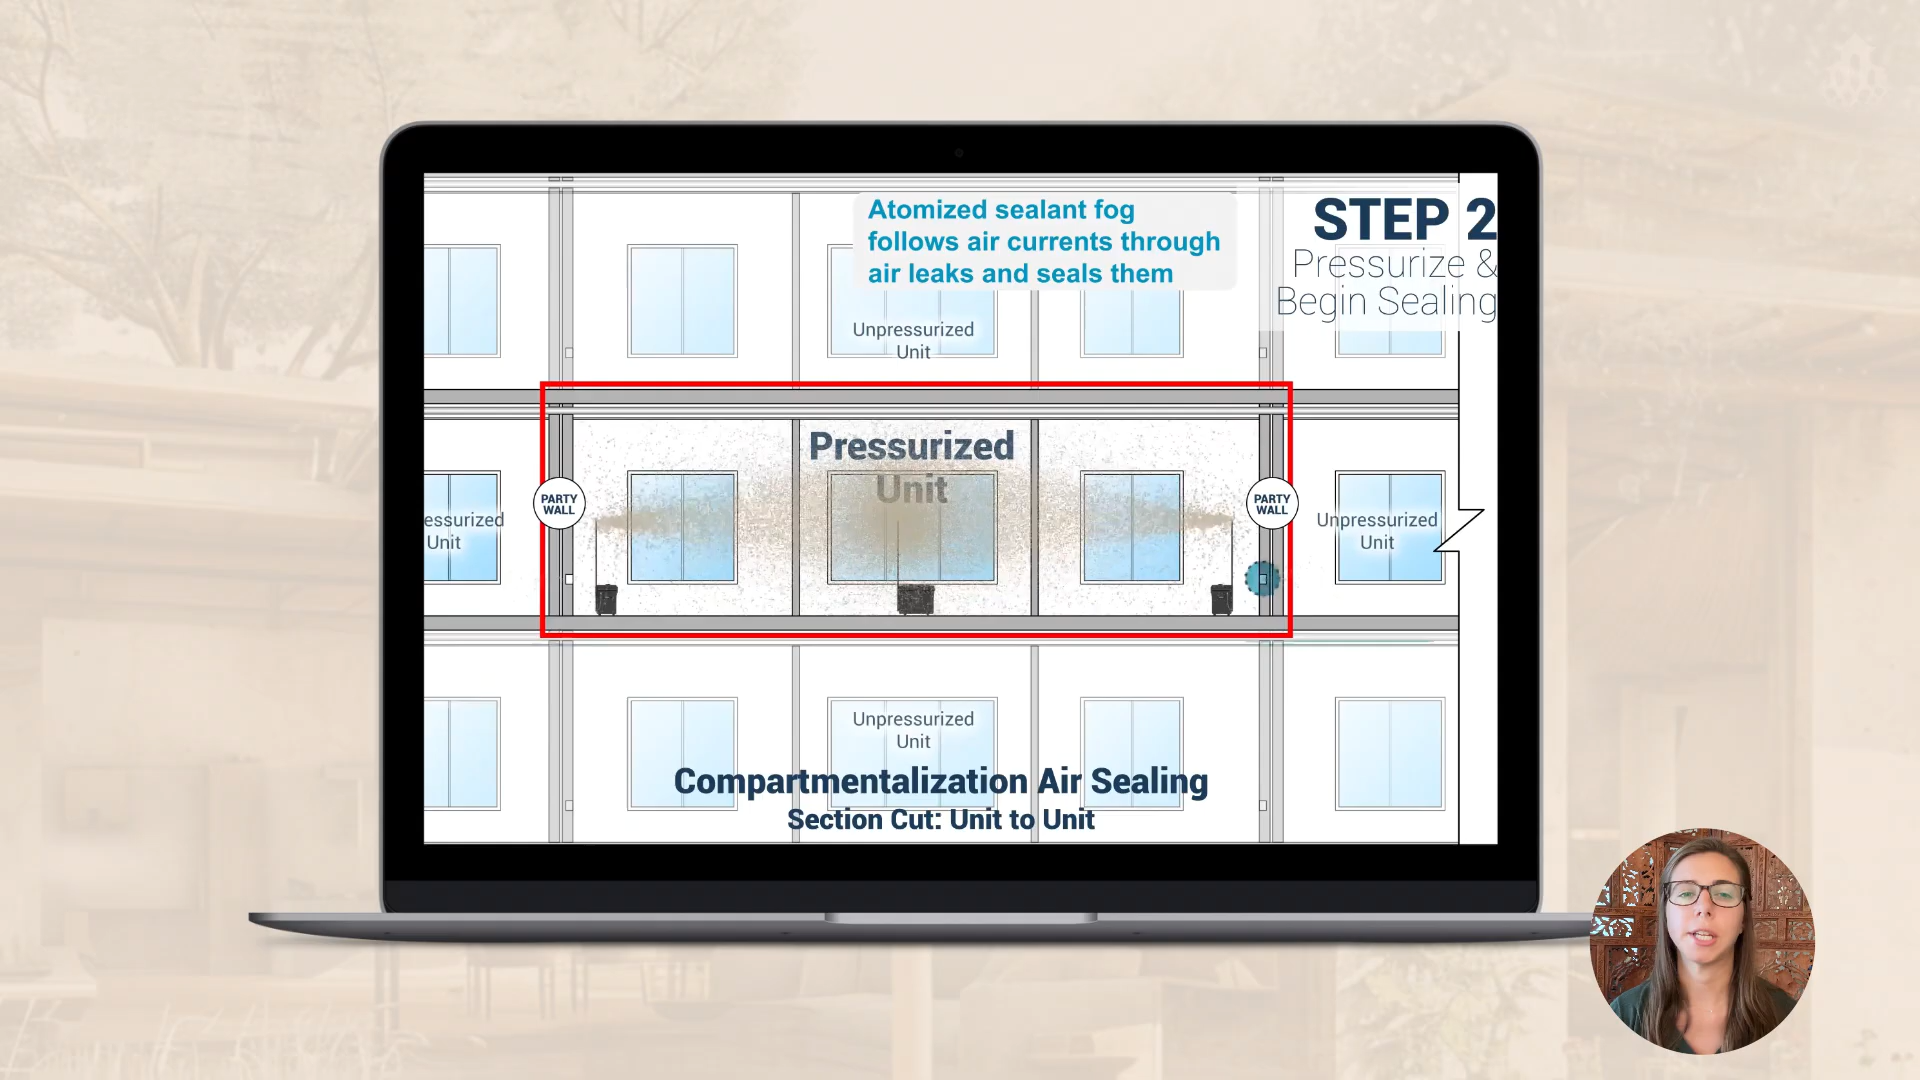 Atomized sealant fog
follows air currents through
air leaks and seals them
STEP 2
Pressurize &
Begin Sealing
Unpressurized
Unit
Pressurized
Unit
PARTY
WALL
PARTY
WALL
essurized
Unit
Unpressurized
Unit
Unpressurized
Unit
Compartmentalization Air Sealing
Section Cut: Unit to Unit